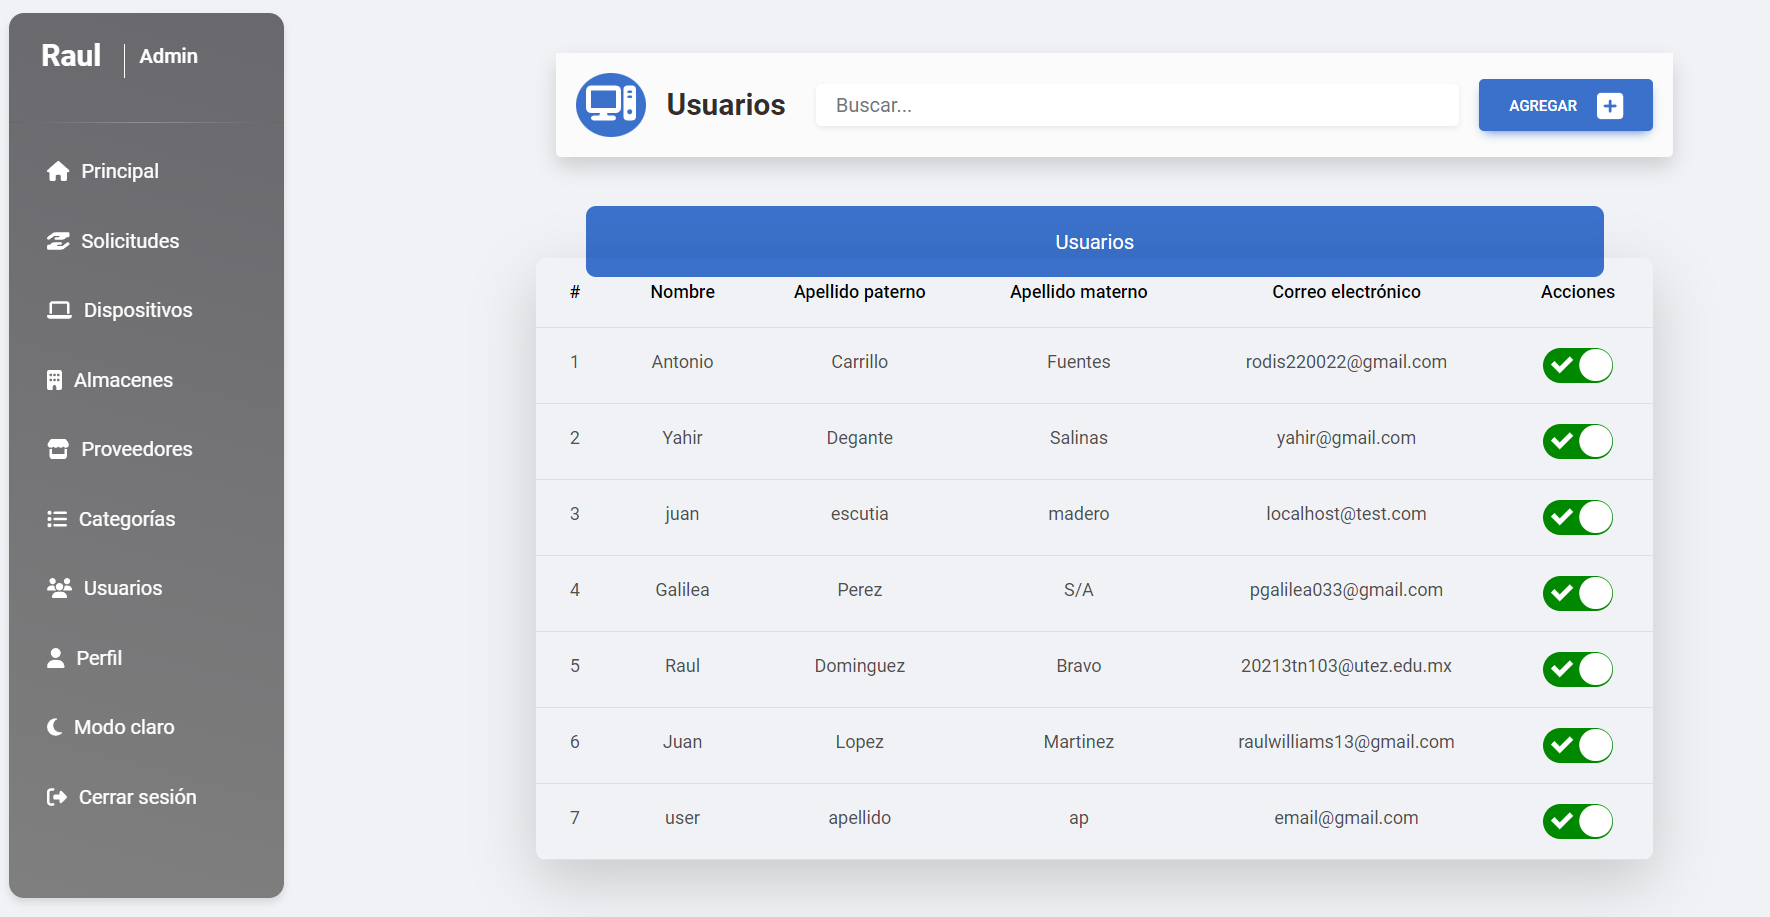 Raul Admin
Principal
Solicitudes
Dispositivos
Almacenes
Proveedores
Categorías
Usuarios
Perfil
Modo claro
Cerrar sesión
Usuarios Buscar... AGREGAR
Usuarios
# Nombre Apellido paterno Apellido materno Correo electrónico Acciones
1 Antonio Carrillo Fuentes rodis220022@gmail.com
2 Yahir Degante Salinas yahir@gmail.com
3 juan escutia madero localhost@test.com
4 Galilea Perez S/A pgalilea033@gmail.com
5 Raul Dominguez Bravo 20213tn103@utez.edu.mx
6 Juan Lopez Martinez raulwilliams13@gmail.com
7 user apellido ap email@gmail.com